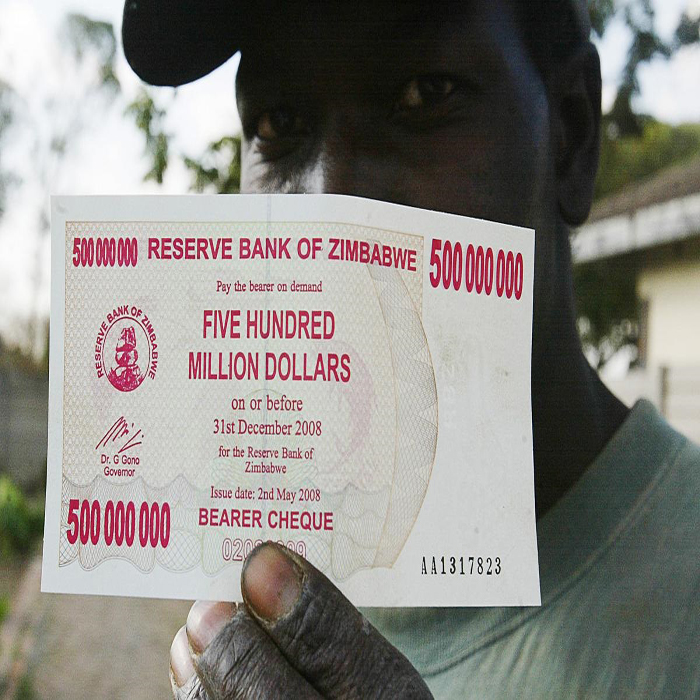 500 000 000 RESERVE BANK OF ZIMBABWE 500 000 000
Pay the bearer on demand
FIVE HUNDRED
MILLION DOLLARS
RESERVE BANK OF ZIMBABWE
on or before
31st December 2008
for the Reserve Bank of
Zimbabwe
Dr. G Gono
Governor
Issue date; 2nd May 2008
500 000 000 BEARER CHEQUE
AA1317823